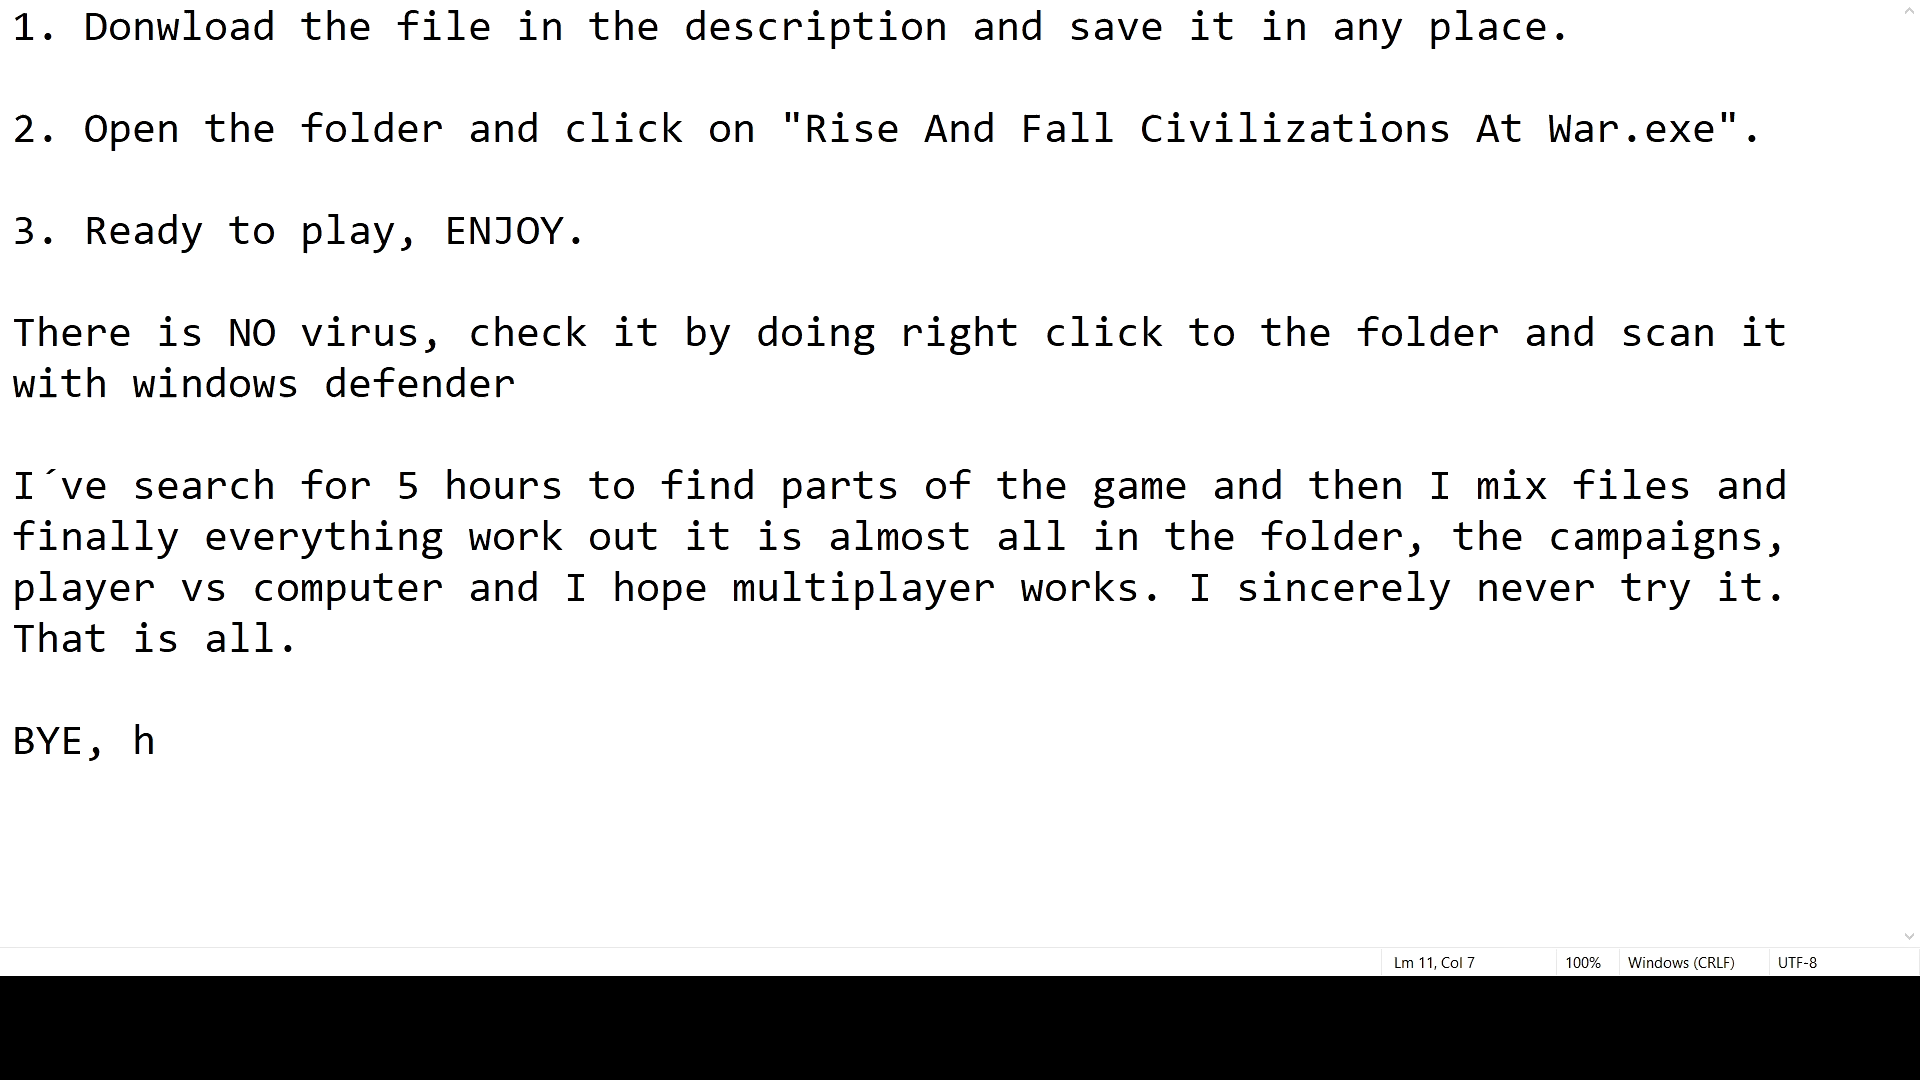 1. Donwload the file in the description and save it in any place.
2. Open the folder and click on "Rise And Fall Civilizations At War.exe".
3. Ready to play, ENJOY.
There is NO virus, check it by doing right click to the folder and scan it
with windows defender
I´ve search for 5 hours to find parts of the game and then I mix files and
finally everything work out it is almost all in the folder, the campaigns,
player vs computer and I hope multiplayer works. I sincerely never try it.
That is all.
BYE, h
Lm 11, Col 7 100% Windows (CRLF) UTF-8